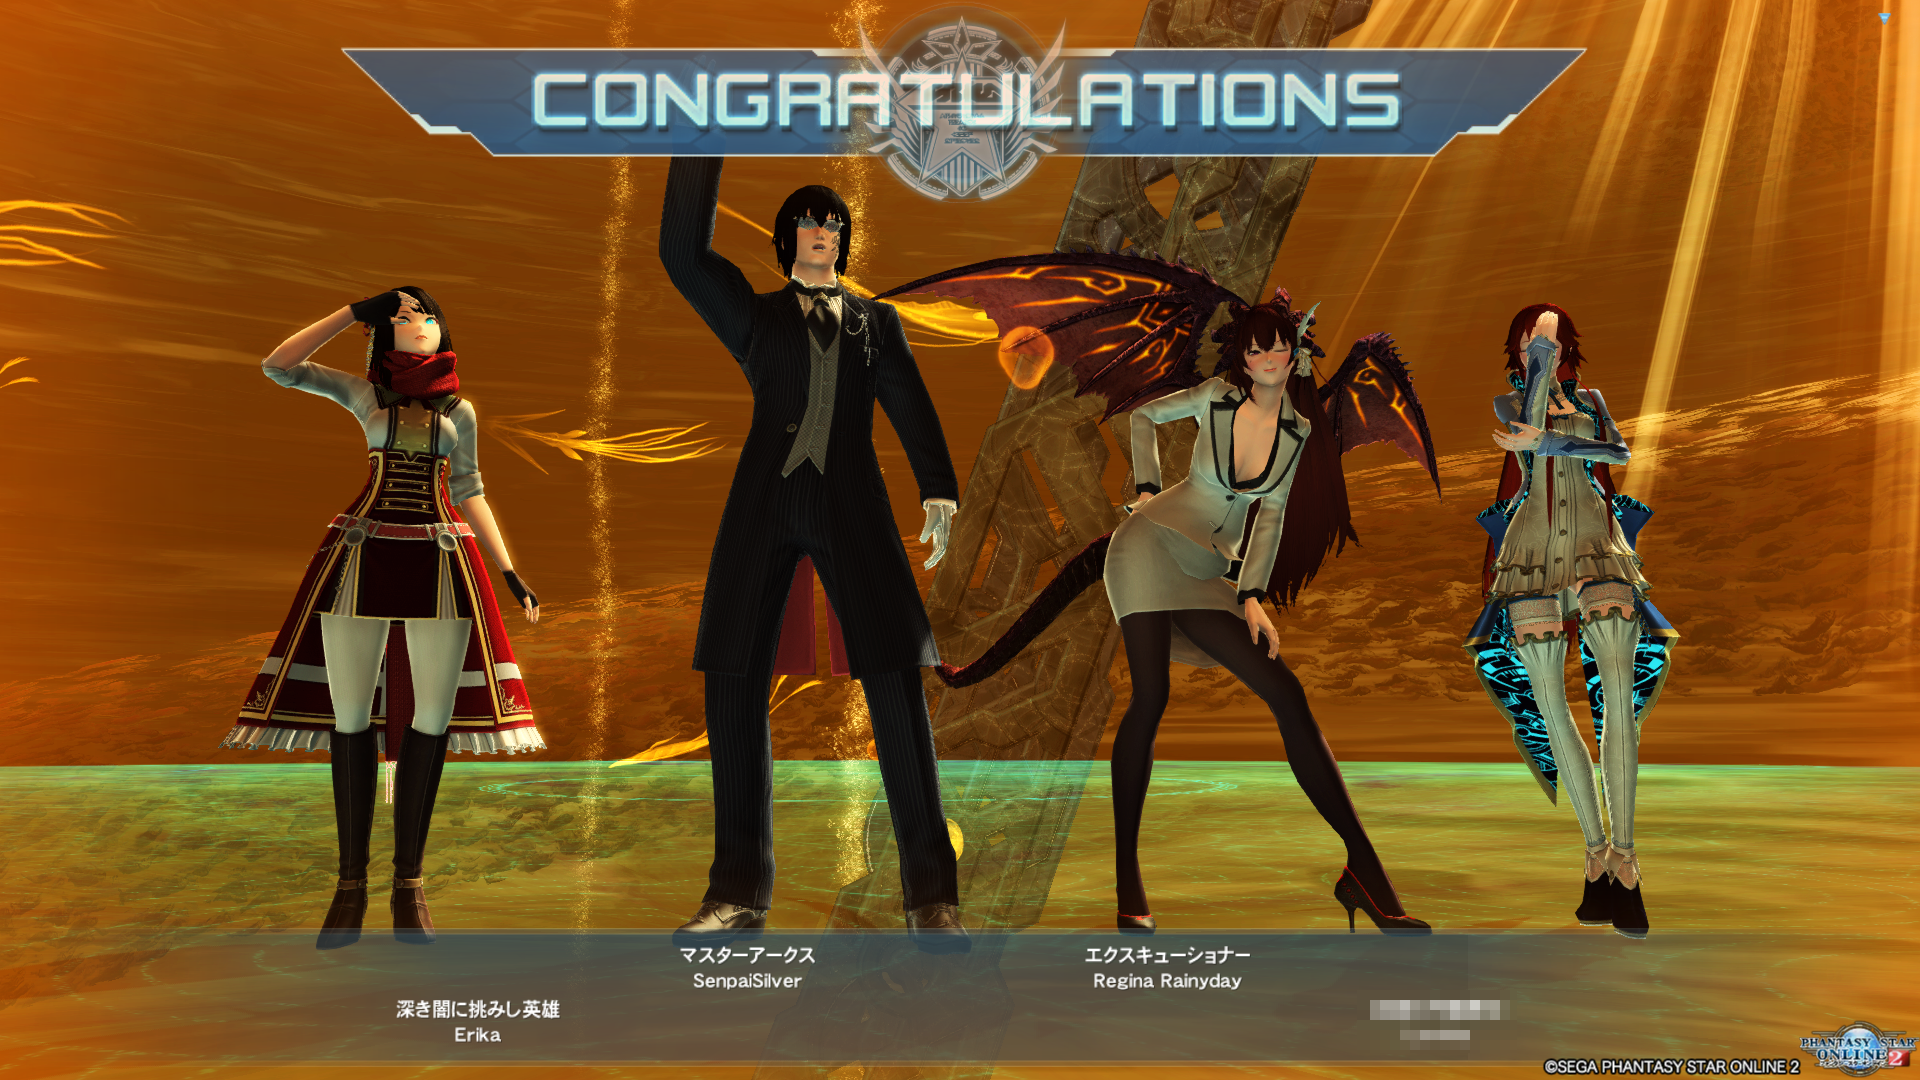 CONGRATULATIONS
マスターアークス
SenpaiSilver
エクスキューショナー
Regina Rainyday
深き闇に挑みし英雄
Erika
©SEGA PHANTASY STAR ONLINE 2
PHANTASY STAR
ONLINE 2